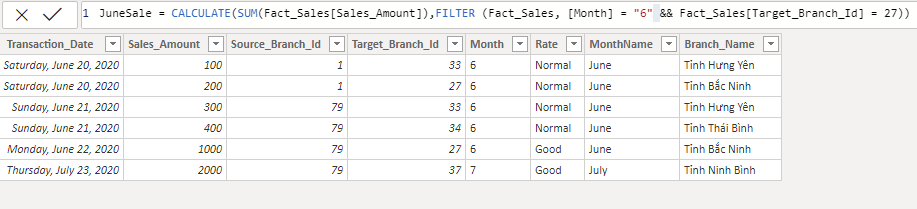 1 JuneSale = CALCULATE(SUM(Fact_Sales[Sales_Amount]),FILTER (Fact_Sales, [Month] = "6" && Fact_Sales[Target_Branch_Id] = 27))
Transaction_Date Sales_Amount Source_Branch_Id Target_Branch_Id Month Rate MonthName Branch_Name
Saturday, June 20, 2020 100 1 33 6 Normal June Tỉnh Hưng Yên
Saturday, June 20, 2020 200 1 27 6 Normal June Tỉnh Bắc Ninh
Sunday, June 21, 2020 300 79 33 6 Normal June Tỉnh Hưng Yên
Sunday, June 21, 2020 400 79 34 6 Normal June Tỉnh Thái Bình
Monday, June 22, 2020 1000 79 27 6 Good June Tỉnh Bắc Ninh
Thursday, July 23, 2020 2000 79 37 7 Good July Tỉnh Ninh Bình